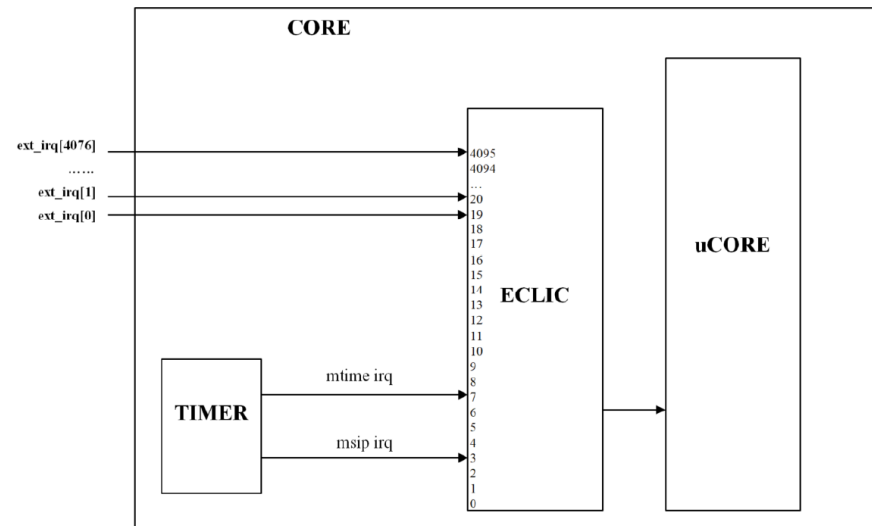 CORE
ext_irq[4076]
......
ext_irq[1]
ext_irq[0]
4095
4094
...
20
19
18
17
16
15
14
13
12
11
10
9
8
7
6
5
4
3
2
1
0
ECLIC
uCORE
TIMER
mtime irq
msip irq